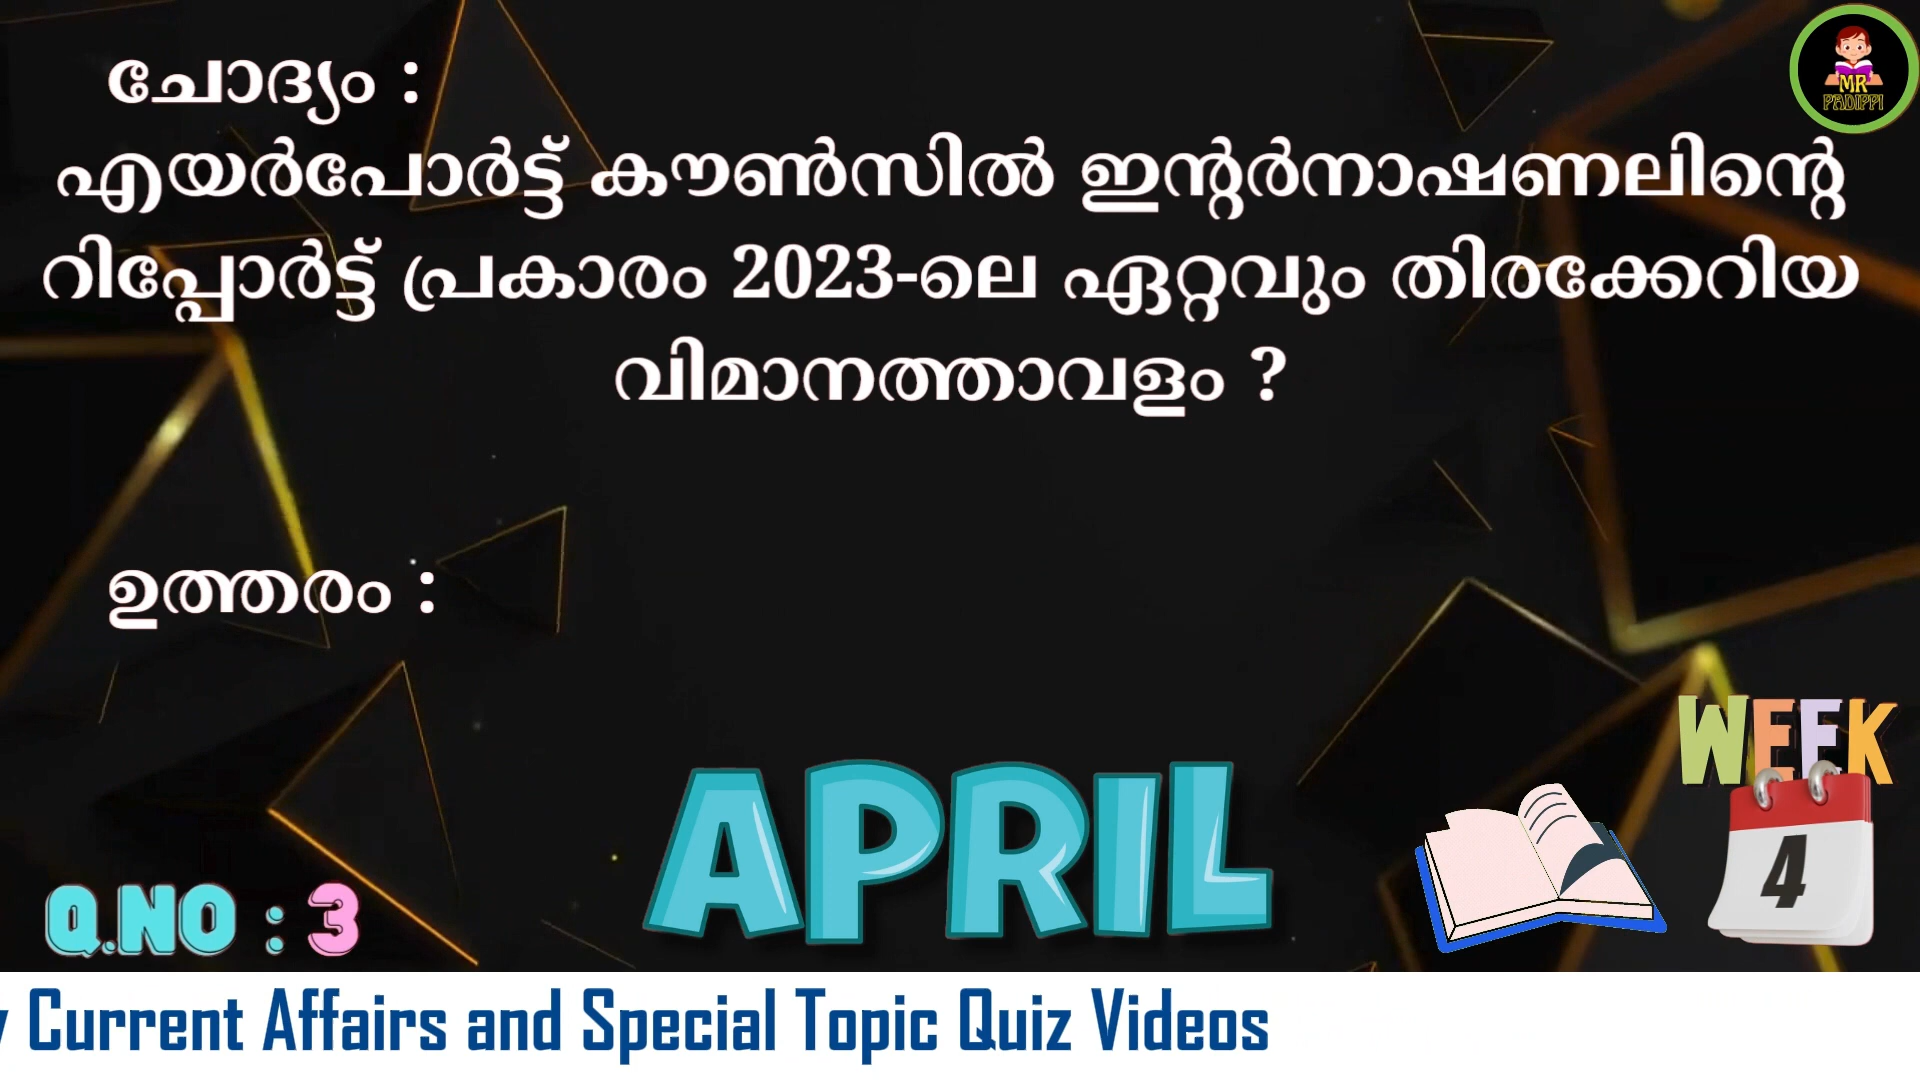 ചോദ്യം :
എയർപോർട്ട് കൗൺസിൽ ഇന്റർനാഷണലിന്റെ
റിപ്പോർട്ട് പ്രകാരം 2023-ലെ ഏറ്റവും തിരക്കേറിയ
വിമാനത്താവളം ?
ഉത്തരം :
MR
PADIPPI
WEEK
4
APRIL
Q.NO : 3
y Current Affairs and Special Topic Quiz Videos